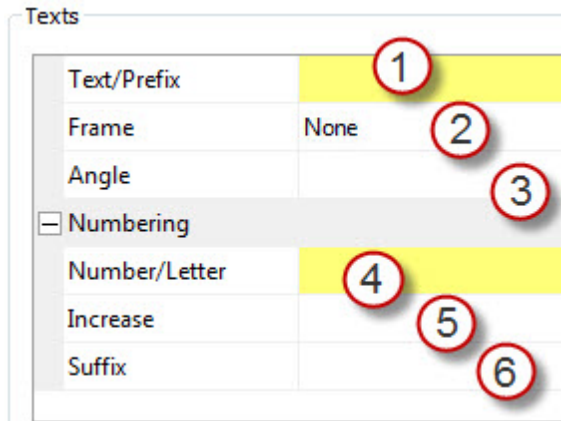 Texts
Text/Prefix 1
Frame None 2
Angle 3
Numbering
Number/Letter 4
Increase 5
Suffix 6